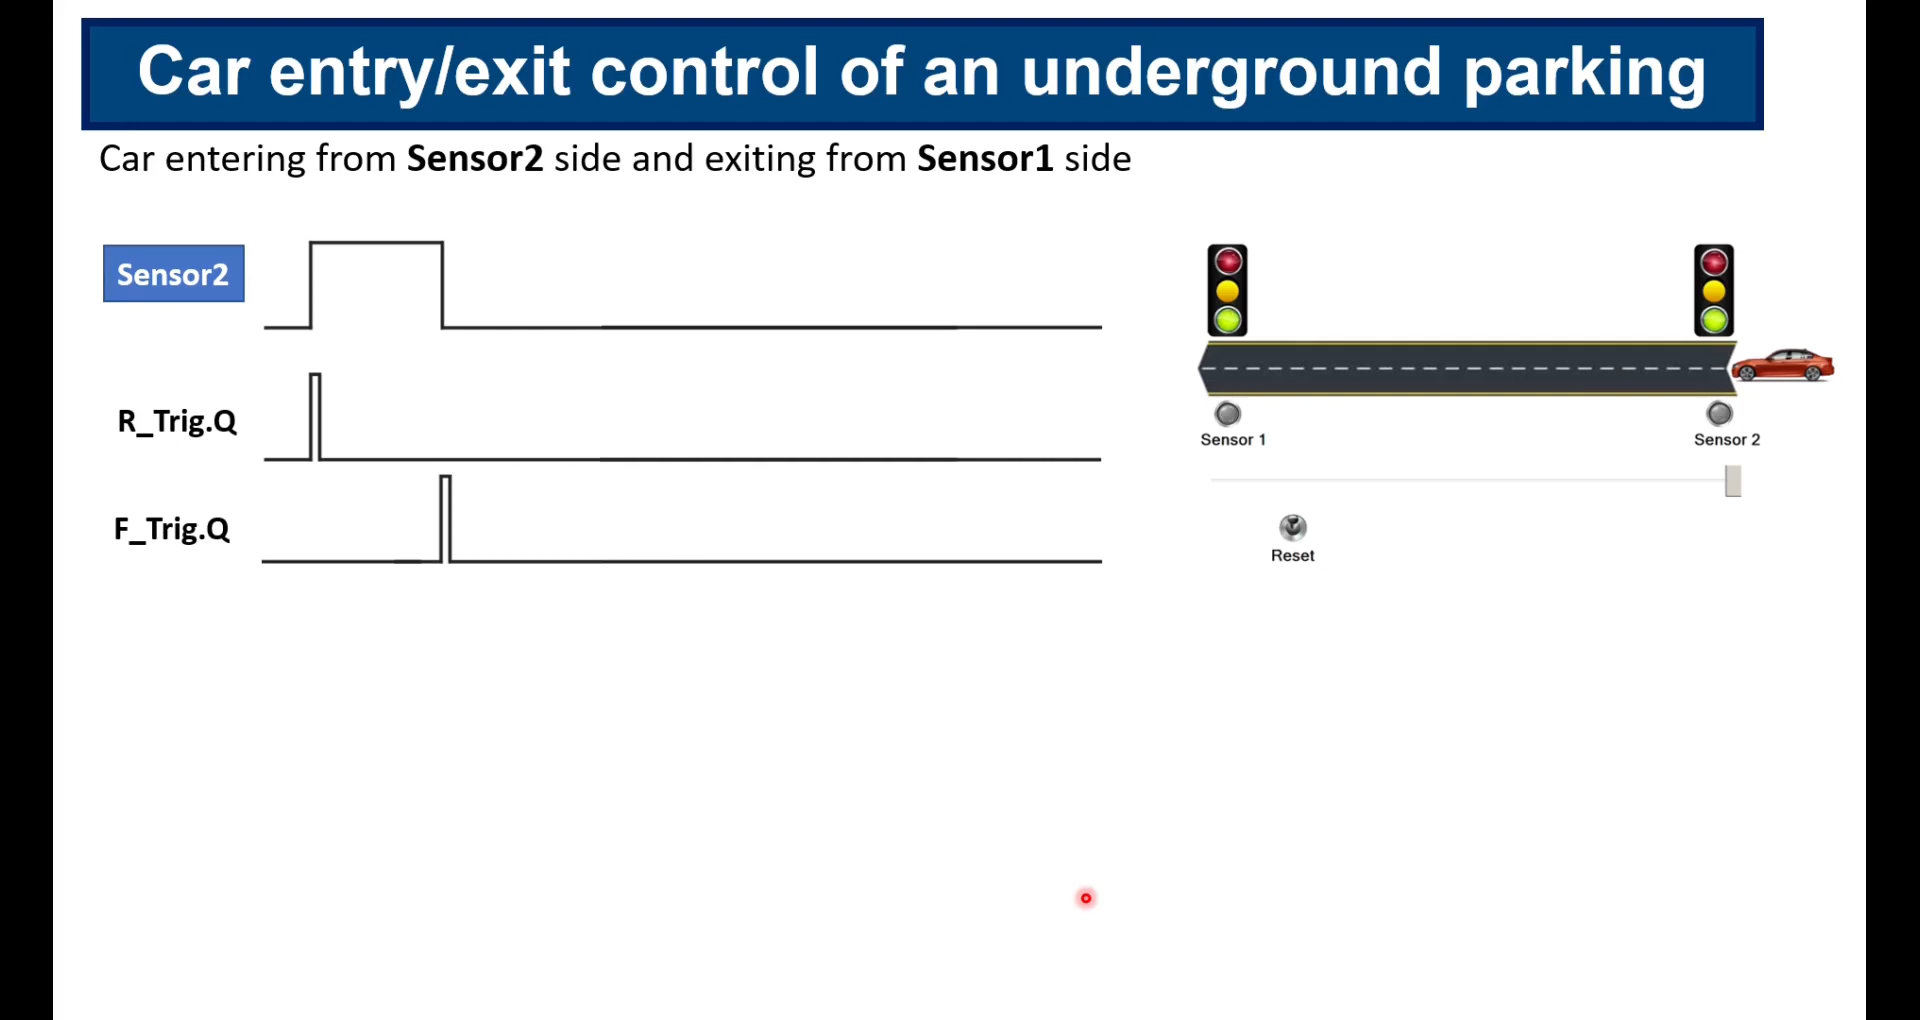 Car entry/exit control of an underground parking
Car entering from Sensor2 side and exiting from Sensor1 side
Sensor2
R_Trig.Q
F_Trig.Q
Sensor 1
Sensor 2
Reset